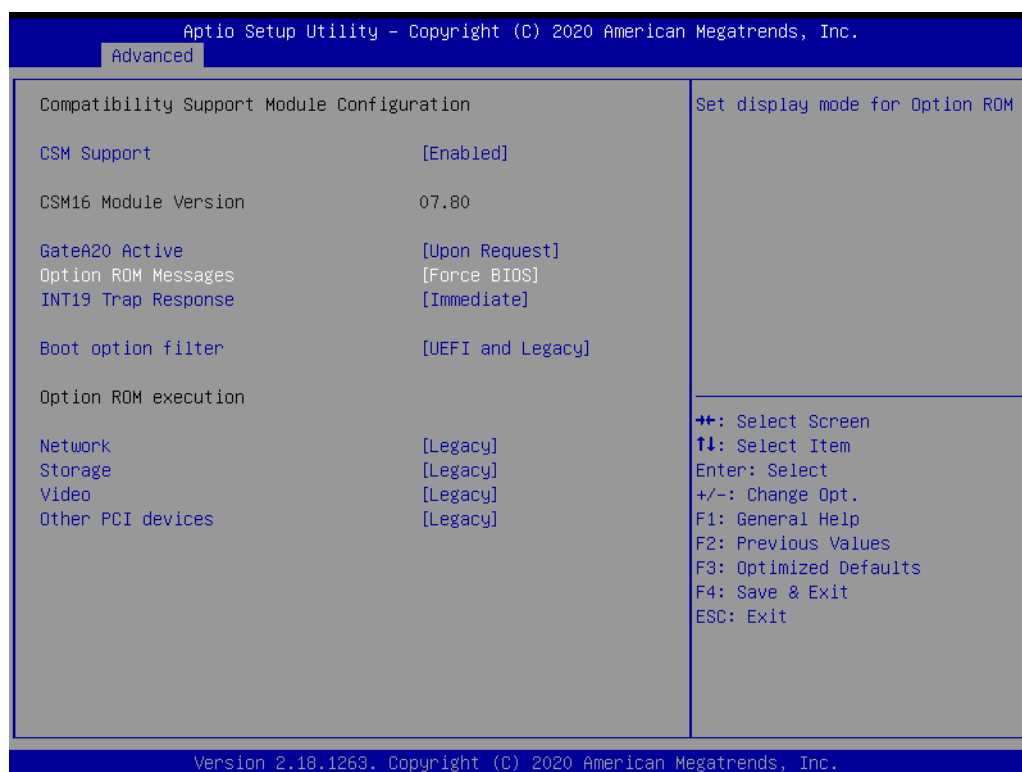 Aptio Setup Utility – Copyright (C) 2020 American Megatrends, Inc.
Advanced
Compatibility Support Module Configuration
CSM Support [Enabled]
CSM16 Module Version 07.80
GateA20 Active [Upon Request]
Option ROM Messages [Force BIOS]
INT19 Trap Response [Immediate]
Boot option filter [UEFI and Legacy]
Option ROM execution
Network [Legacy]
Storage [Legacy]
Video [Legacy]
Other PCI devices [Legacy]
Set display mode for Option ROM
→←: Select Screen
↑↓: Select Item
Enter: Select
+/-: Change Opt.
F1: General Help
F2: Previous Values
F3: Optimized Defaults
F4: Save & Exit
ESC: Exit
Version 2.18.1263. Copyright (C) 2020 American Megatrends, Inc.